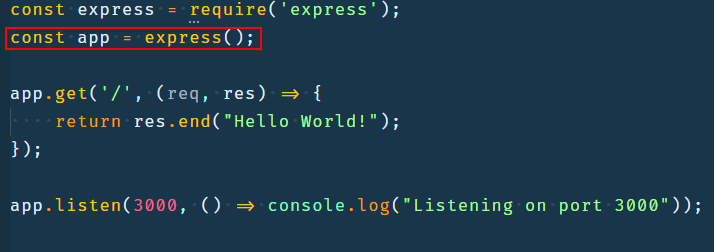 const express = require('express');
const app = express();
app.get('/', (req, res) => {
    return res.end("Hello World!");
});
app.listen(3000, () => console.log("Listening on port 3000"));